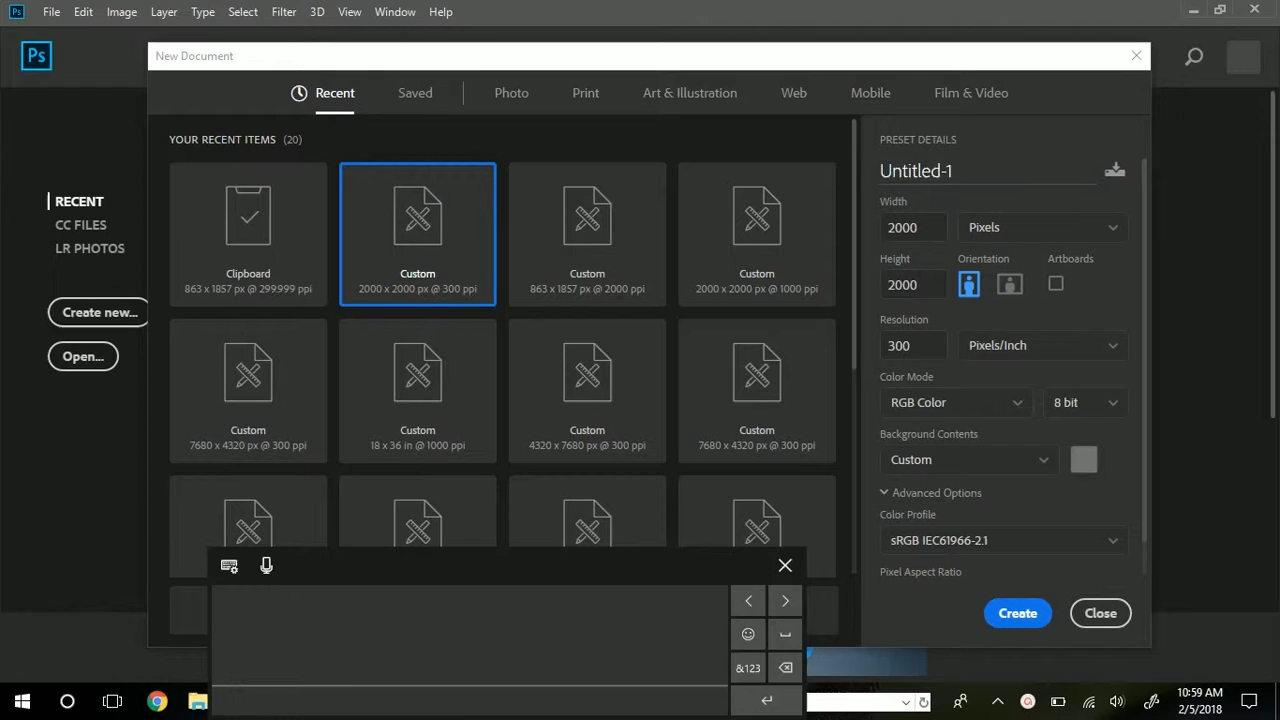 Ps
File Edit Image Layer Type Select Filter 3D View Window Help
Ps
New Document
Recent Saved Photo Print Art & Illustration Web Mobile Film & Video
YOUR RECENT ITEMS (20)
Clipboard
863 x 1857 px @ 299.999 ppi
Custom
2000 x 2000 px @ 300 ppi
Custom
863 x 1857 px @ 2000 ppi
Custom
2000 x 2000 px @ 1000 ppi
Custom
7680 x 4320 px @ 300 ppi
Custom
18 x 36 in @ 1000 ppi
Custom
4320 x 7680 px @ 300 ppi
Custom
7680 x 4320 px @ 300 ppi
RECENT
CC FILES
LR PHOTOS
Create new...
Open...
PRESET DETAILS
Untitled-1
Width
2000 Pixels
Height Orientation Artboards
2000
Resolution
300 Pixels/Inch
Color Mode
RGB Color 8 bit
Background Contents
Custom
Advanced Options
Color Profile
sRGB IEC61966-2.1
Pixel Aspect Ratio
Create Close
&123
10:59 AM
2/5/2018